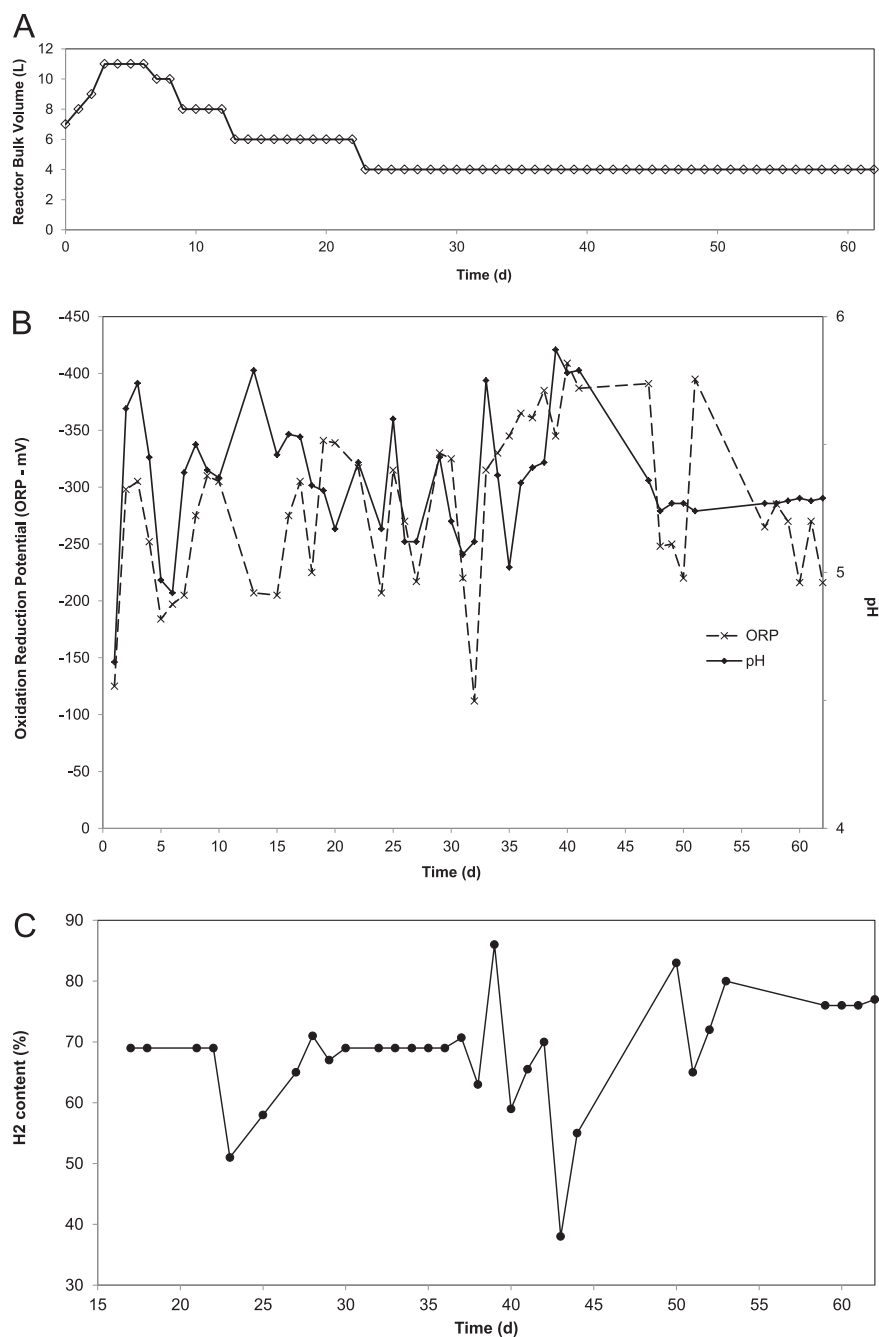 A
Reactor Bulk Volume (L)
12
10
8
6
4
2
0
0 10 20 30 40 50 60
Time (d)
B
Oxidation Reduction Potential (ORP - mV)
-450
-400
-350
-300
-250
-200
-150
-100
-50
0
6
5
4
pH
ORP
pH
0 5 10 15 20 25 30 35 40 45 50 55 60
Time (d)
C
H2 content (%)
90
80
70
60
50
40
30
15 20 25 30 35 40 45 50 55 60
Time (d)